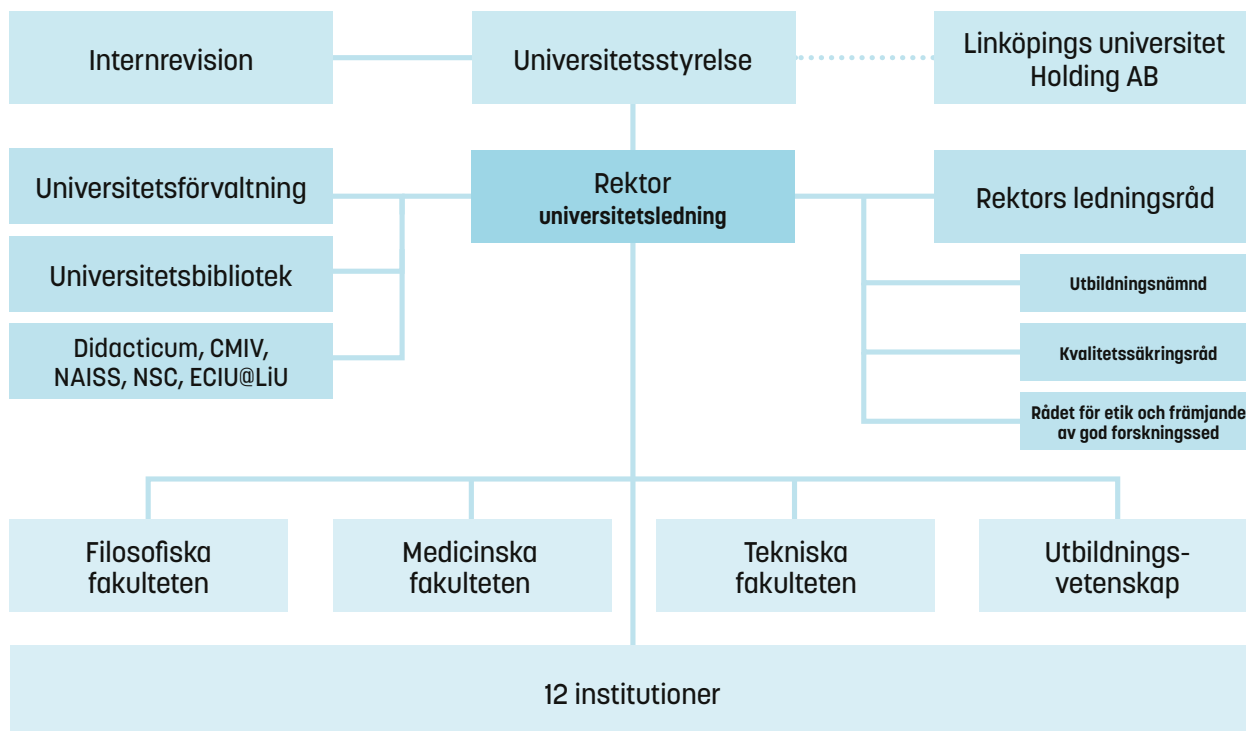 Internrevision
Universitetsstyrelse
Linköpings universitet
Holding AB
Universitetsförvaltning
Rektor
universitetsledning
Rektors ledningsråd
Universitetsbibliotek
Utbildningsnämnd
Didacticum, CMIV,
NAISS, NSC, ECIU@LiU
Kvalitetssäkringsråd
Rådet för etik och främjande
av god forskningssed
Filosofiska
fakulteten
Medicinska
fakulteten
Tekniska
fakulteten
Utbildnings-
vetenskap
12 institutioner